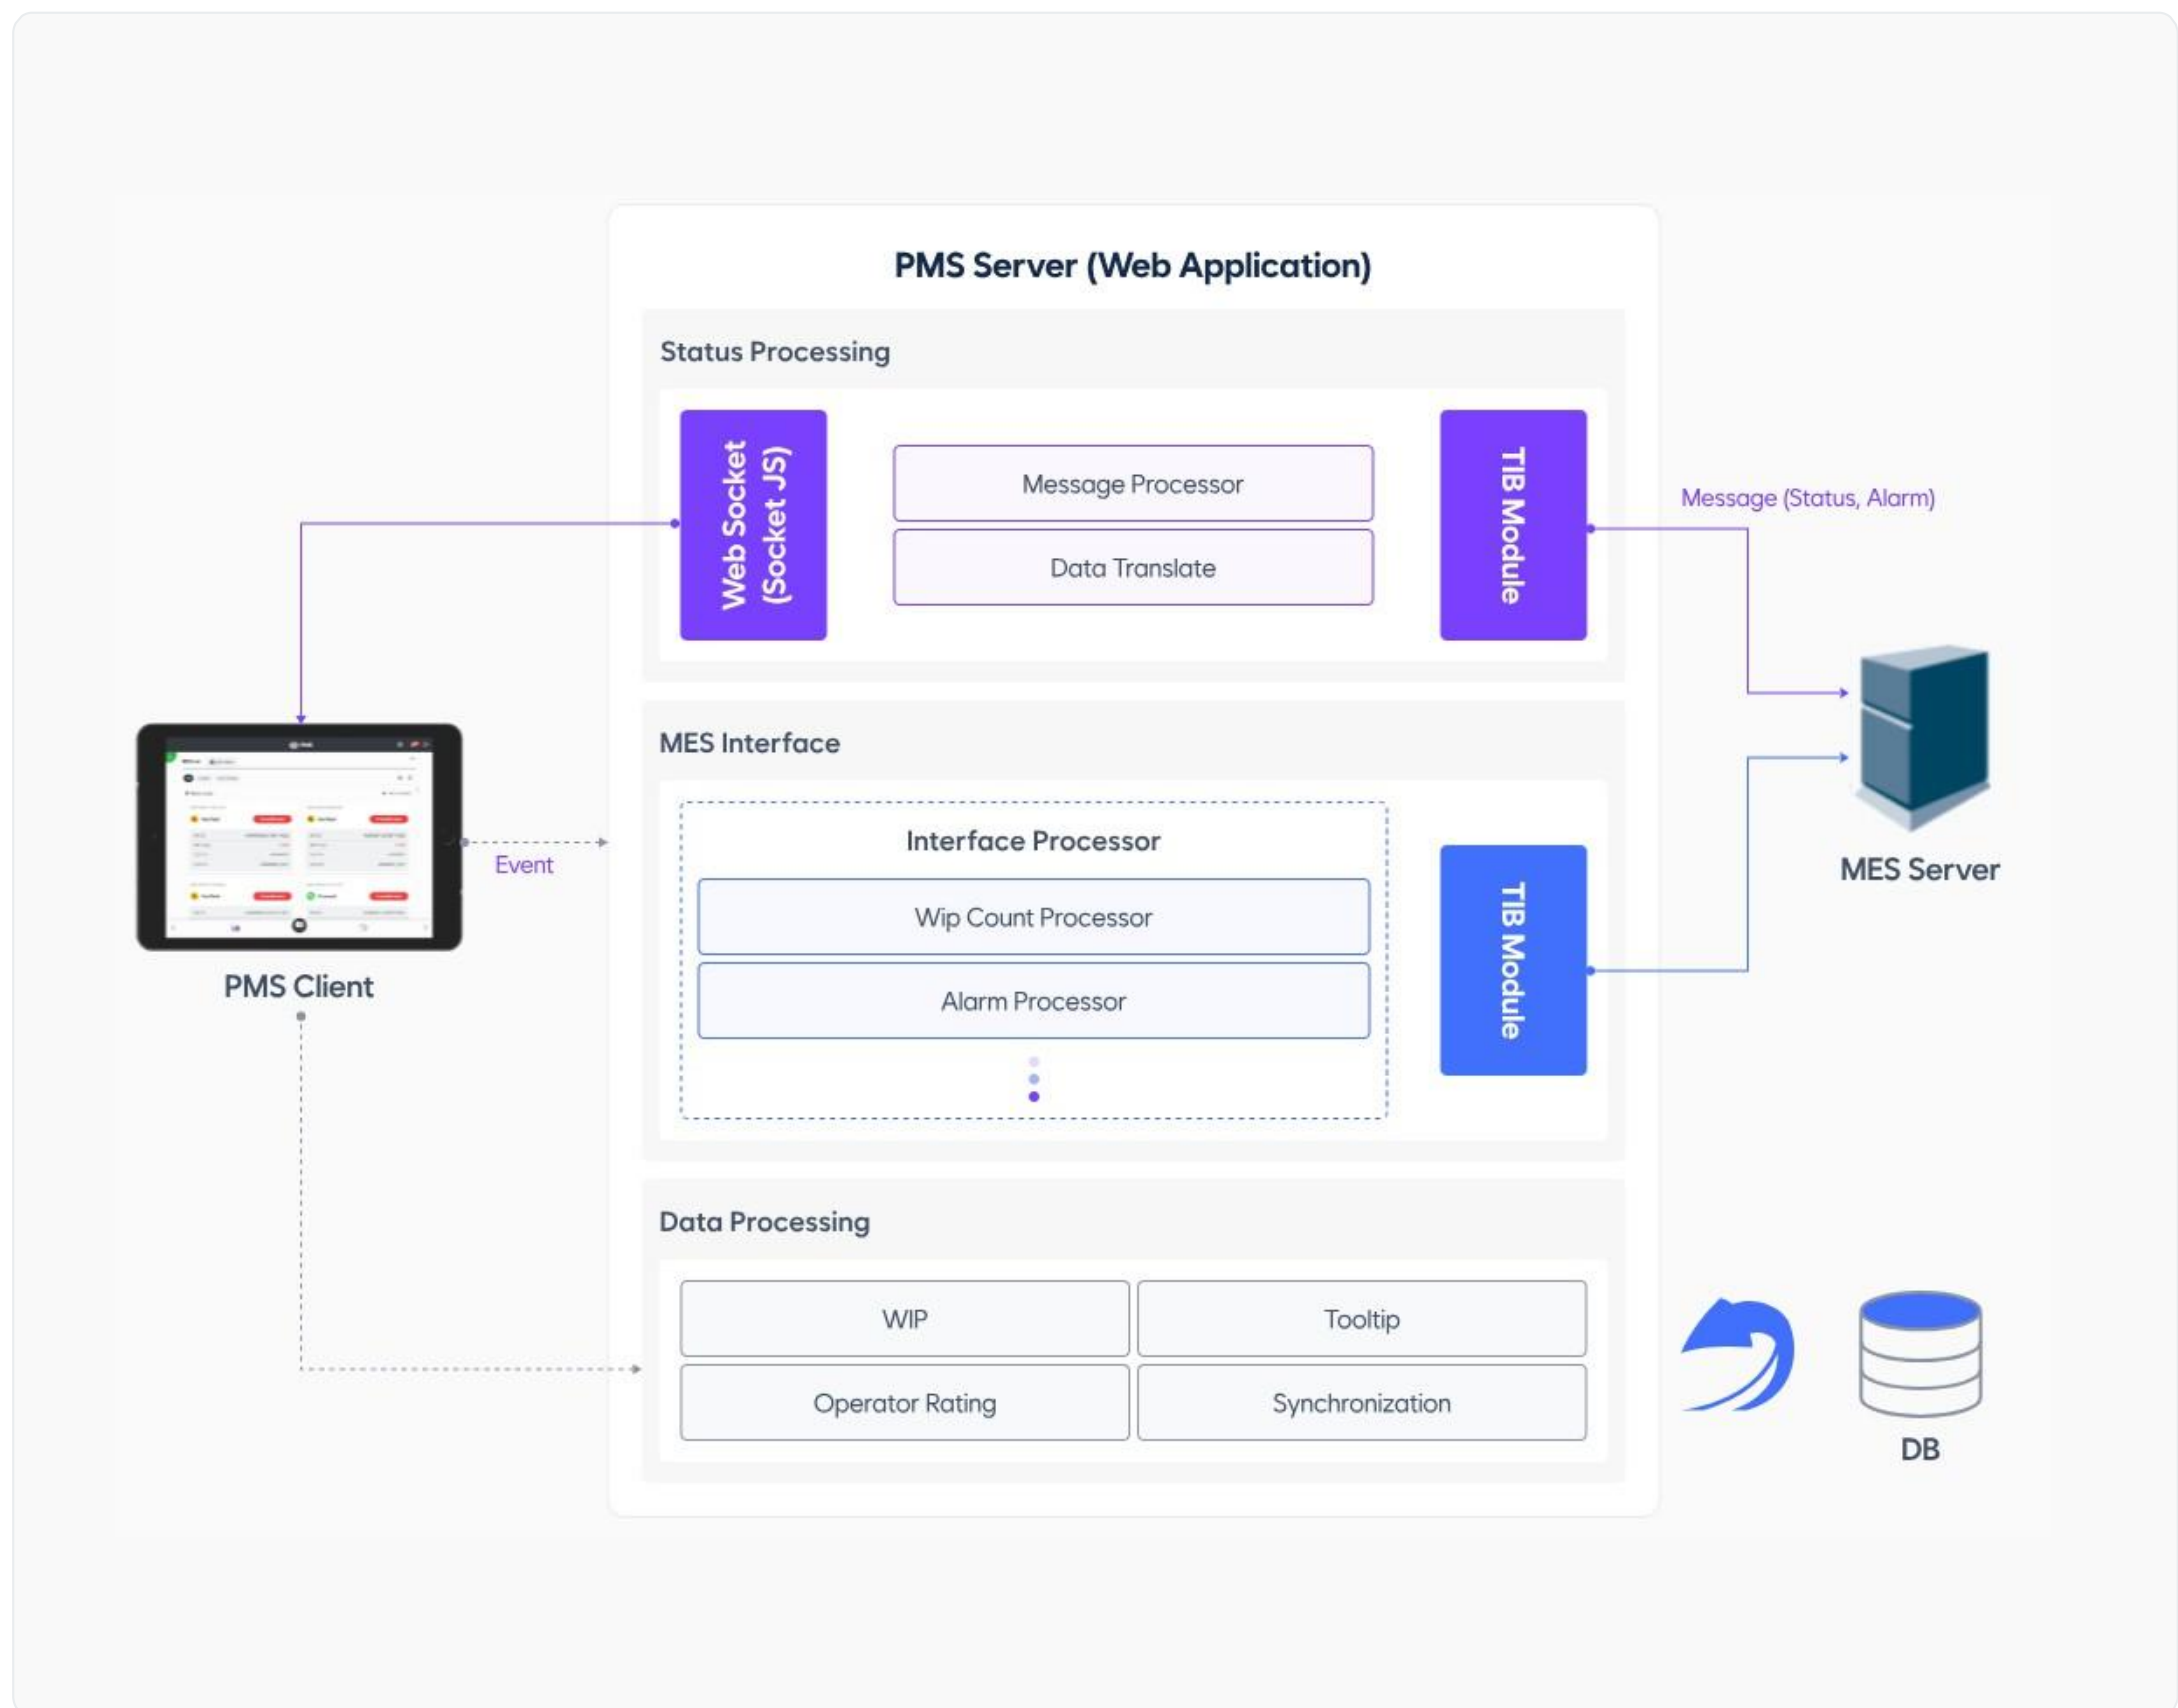 PMS Server (Web Application)
Status Processing
Web Socket
(Socket JS)
Message Processor
Data Translate
TIB Module
Message (Status, Alarm)
MES Server
MES Interface
Interface Processor
Wip Count Processor
Alarm Processor
TIB Module
Event
PMS Client
Data Processing
WIP
Tooltip
Operator Rating
Synchronization
DB